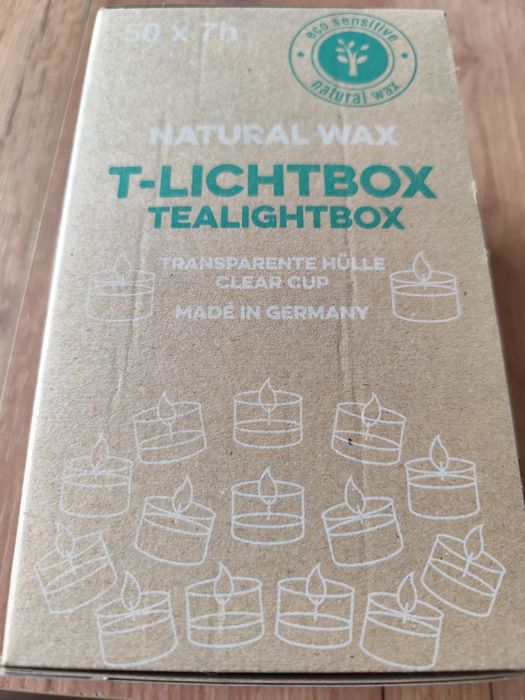 50 x 7h
eco sensitive
natural wax
NATURAL WAX
T-LICHTBOX
TEALIGHTBOX
TRANSPARENTE HÜLLE
CLEAR CUP
MADE IN GERMANY